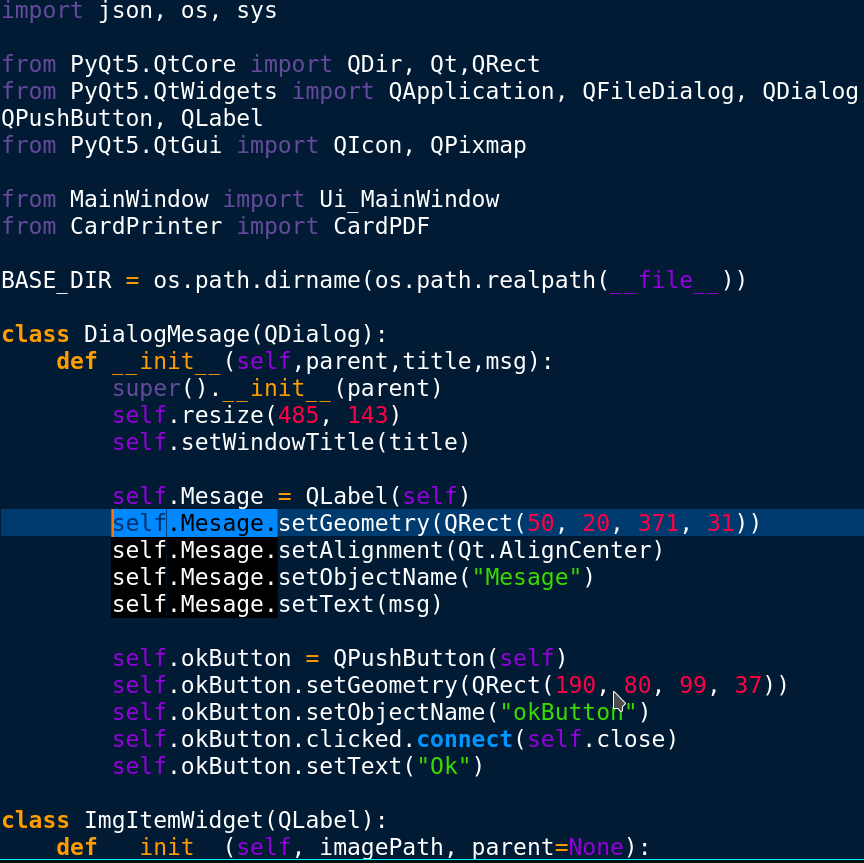 import json, os, sys
from PyQt5.QtCore import QDir, Qt,QRect
from PyQt5.QtWidgets import QApplication, QFileDialog, QDialog
QPushButton, QLabel
from PyQt5.QtGui import QIcon, QPixmap
from MainWindow import Ui_MainWindow
from CardPrinter import CardPDF
BASE_DIR = os.path.dirname(os.path.realpath(__file__))
class DialogMesage(QDialog):
    def __init__(self,parent,title,msg):
        super().__init__(parent)
        self.resize(485, 143)
        self.setWindowTitle(title)
        self.Mesage = QLabel(self)
        self.Mesage.setGeometry(QRect(50, 20, 371, 31))
        self.Mesage.setAlignment(Qt.AlignCenter)
        self.Mesage.setObjectName("Mesage")
        self.Mesage.setText(msg)
        self.okButton = QPushButton(self)
        self.okButton.setGeometry(QRect(190, 80, 99, 37))
        self.okButton.setObjectName("okButton")
        self.okButton.clicked.connect(self.close)
        self.okButton.setText("Ok")
class ImgItemWidget(QLabel):
    def __init__(self, imagePath, parent=None):